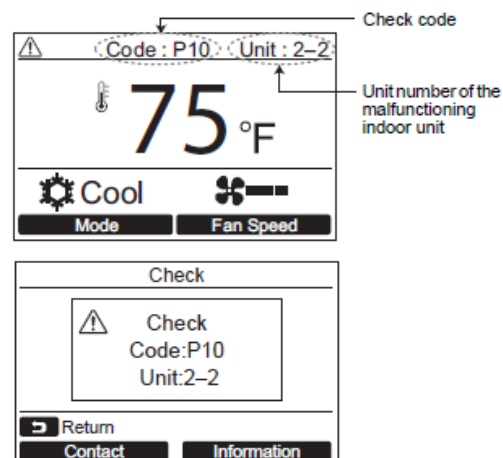 Check code
Code : P10 Unit : 2–2
Unit number of the
malfunctioning
indoor unit
75 °F
Cool
Mode Fan Speed
Check
Check
Code:P10
Unit:2–2
Return
Contact Information